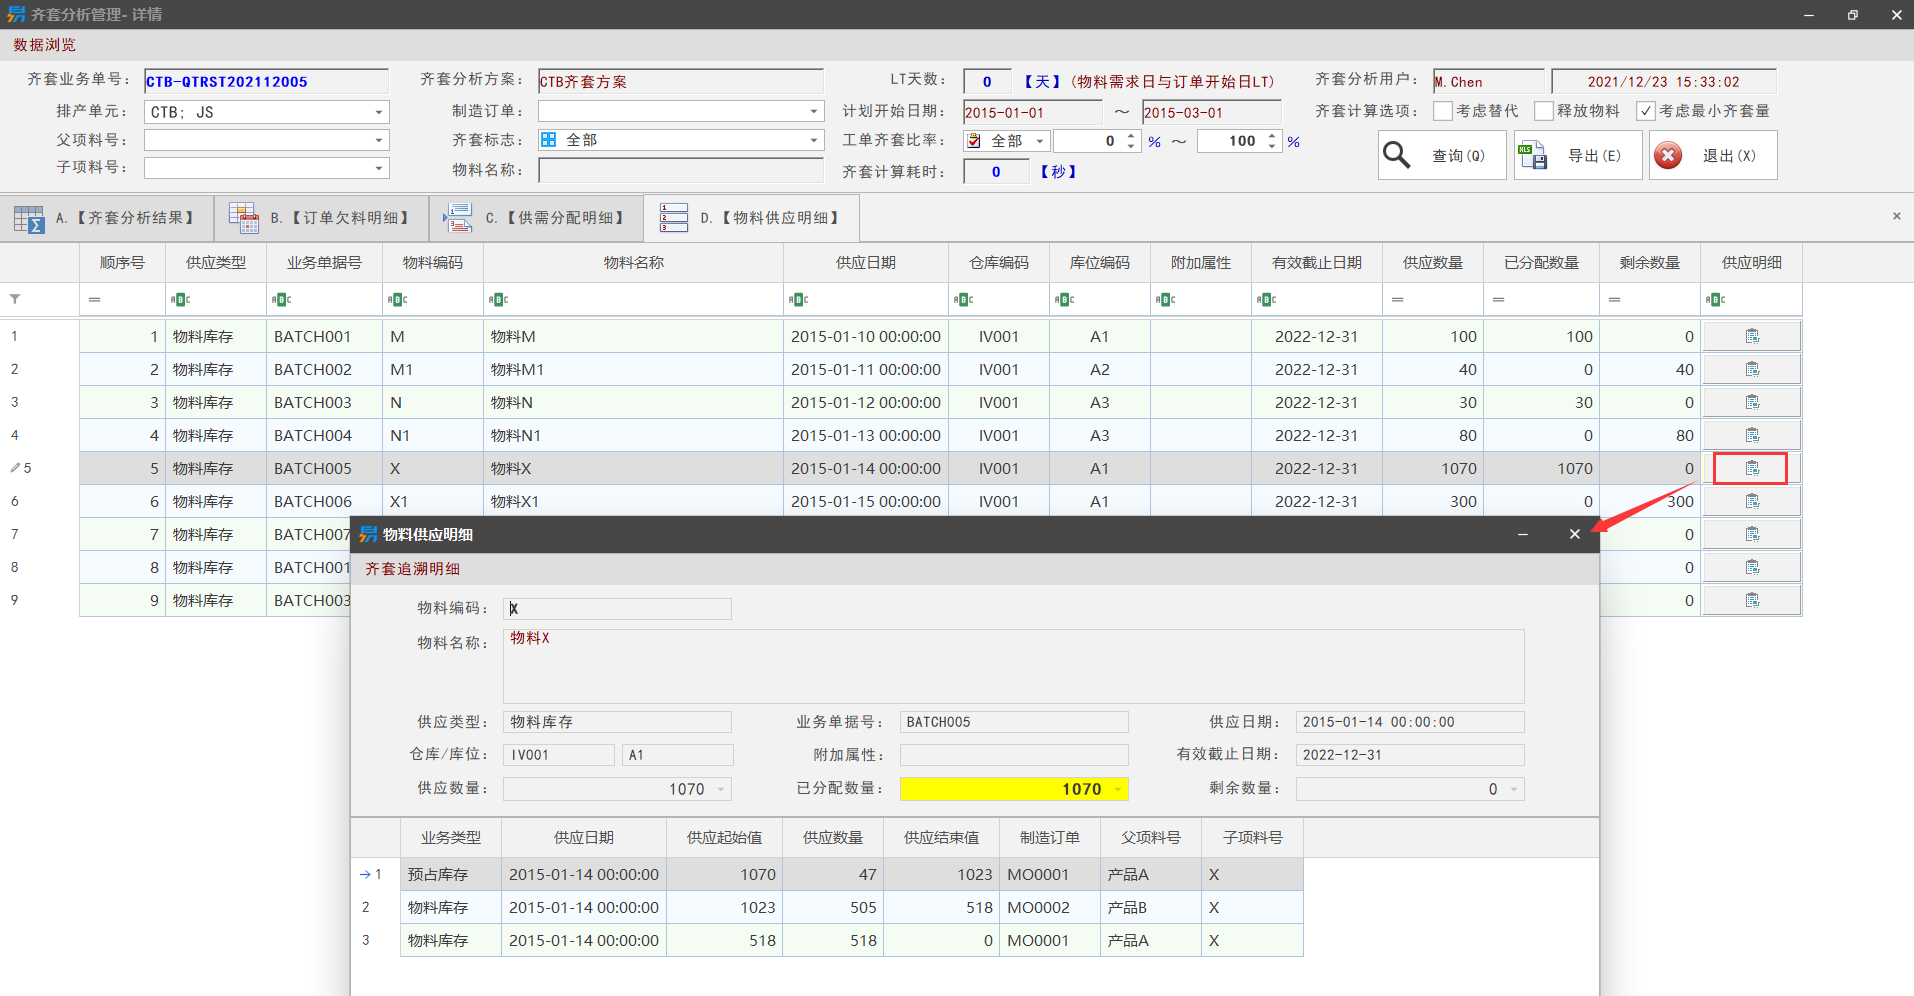 齐套分析管理- 详情
数据浏览
齐套业务单号： CTB-QTRST202112005 齐套分析方案： CTB齐套方案 LT天数： 0 【天】(物料需求日与订单开始日LT) 齐套分析用户： M.Chen 2021/12/23 15:33:02
排产单元： CTB; JS 制造订单： 计划开始日期： 2015-01-01 ～ 2015-03-01 齐套计算选项： 考虑替代 释放物料 考虑最小齐套量
父项料号： 齐套标志： 全部 工单齐套比率： 全部 0 % ～ 100 % 查询(Q) 导出(E) 退出(X)
子项料号： 物料名称： 齐套计算耗时： 0 【秒】
A.【齐套分析结果】 B.【订单欠料明细】 C.【供需分配明细】 D.【物料供应明细】
顺序号 供应类型 业务单据号 物料编码 物料名称 供应日期 仓库编码 库位编码 附加属性 有效截止日期 供应数量 已分配数量 剩余数量 供应明细
1 1 物料库存 BATCH001 M 物料M 2015-01-10 00:00:00 IV001 A1 2022-12-31 100 100 0
2 2 物料库存 BATCH002 M1 物料M1 2015-01-11 00:00:00 IV001 A2 2022-12-31 40 0 40
3 3 物料库存 BATCH003 N 物料N 2015-01-12 00:00:00 IV001 A3 2022-12-31 30 30 0
4 4 物料库存 BATCH004 N1 物料N1 2015-01-13 00:00:00 IV001 A3 2022-12-31 80 0 80
5 5 物料库存 BATCH005 X 物料X 2015-01-14 00:00:00 IV001 A1 2022-12-31 1070 1070 0
6 6 物料库存 BATCH006 X1 物料X1 2015-01-15 00:00:00 IV001 A1 2022-12-31 300 0 300
7 7 物料库存 BATCH007 0
8 8 物料库存 BATCH001 0
9 9 物料库存 BATCH003 0
物料供应明细
齐套追溯明细
物料编码： X
物料名称： 物料X
供应类型： 物料库存 业务单据号： BATCH005 供应日期： 2015-01-14 00:00:00
仓库/库位： IV001 A1 附加属性： 有效截止日期： 2022-12-31
供应数量： 1070 已分配数量： 1070 剩余数量： 0
业务类型 供应日期 供应起始值 供应数量 供应结束值 制造订单 父项料号 子项料号
1 预占库存 2015-01-14 00:00:00 1070 47 1023 MO0001 产品A X
2 物料库存 2015-01-14 00:00:00 1023 505 518 MO0002 产品B X
3 物料库存 2015-01-14 00:00:00 518 518 0 MO0001 产品A X